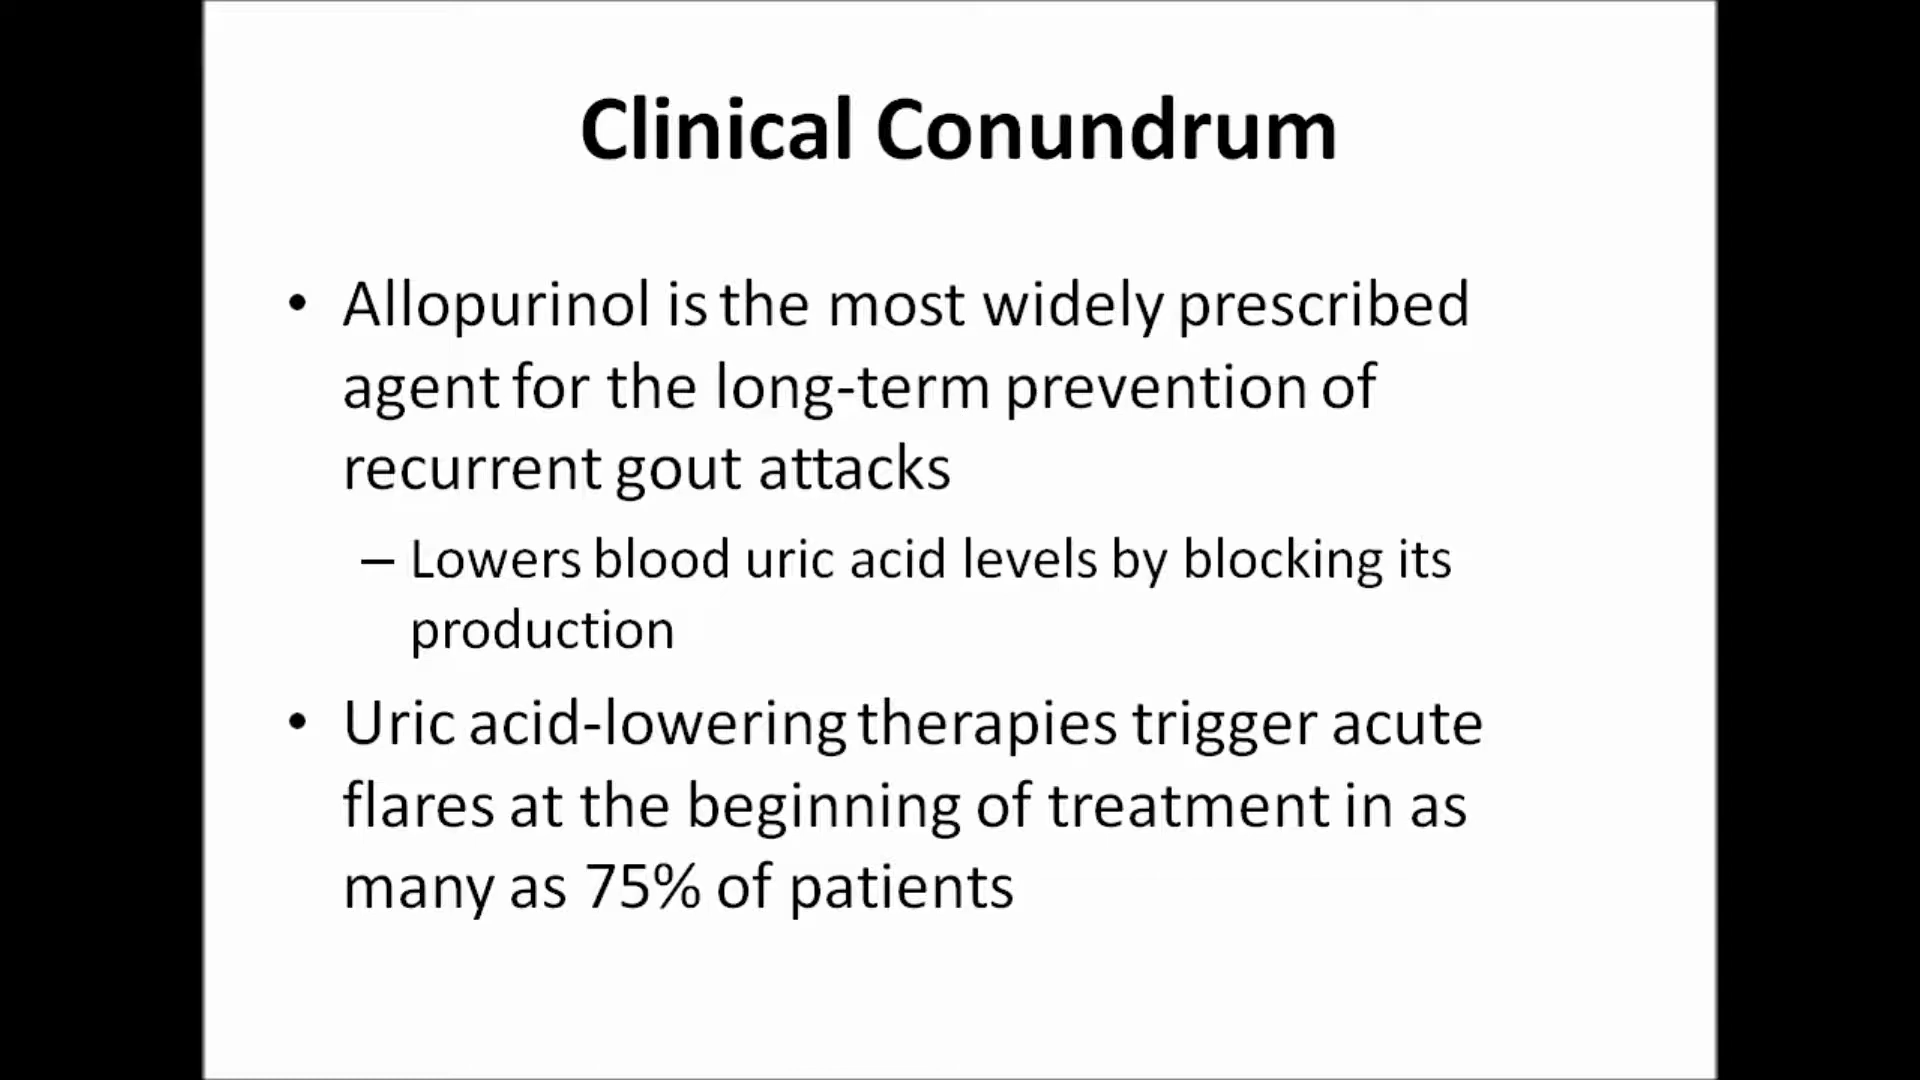 Clinical Conundrum
• Allopurinol is the most widely prescribed
agent for the long-term prevention of
recurrent gout attacks
– Lowers blood uric acid levels by blocking its
production
• Uric acid-lowering therapies trigger acute
flares at the beginning of treatment in as
many as 75% of patients